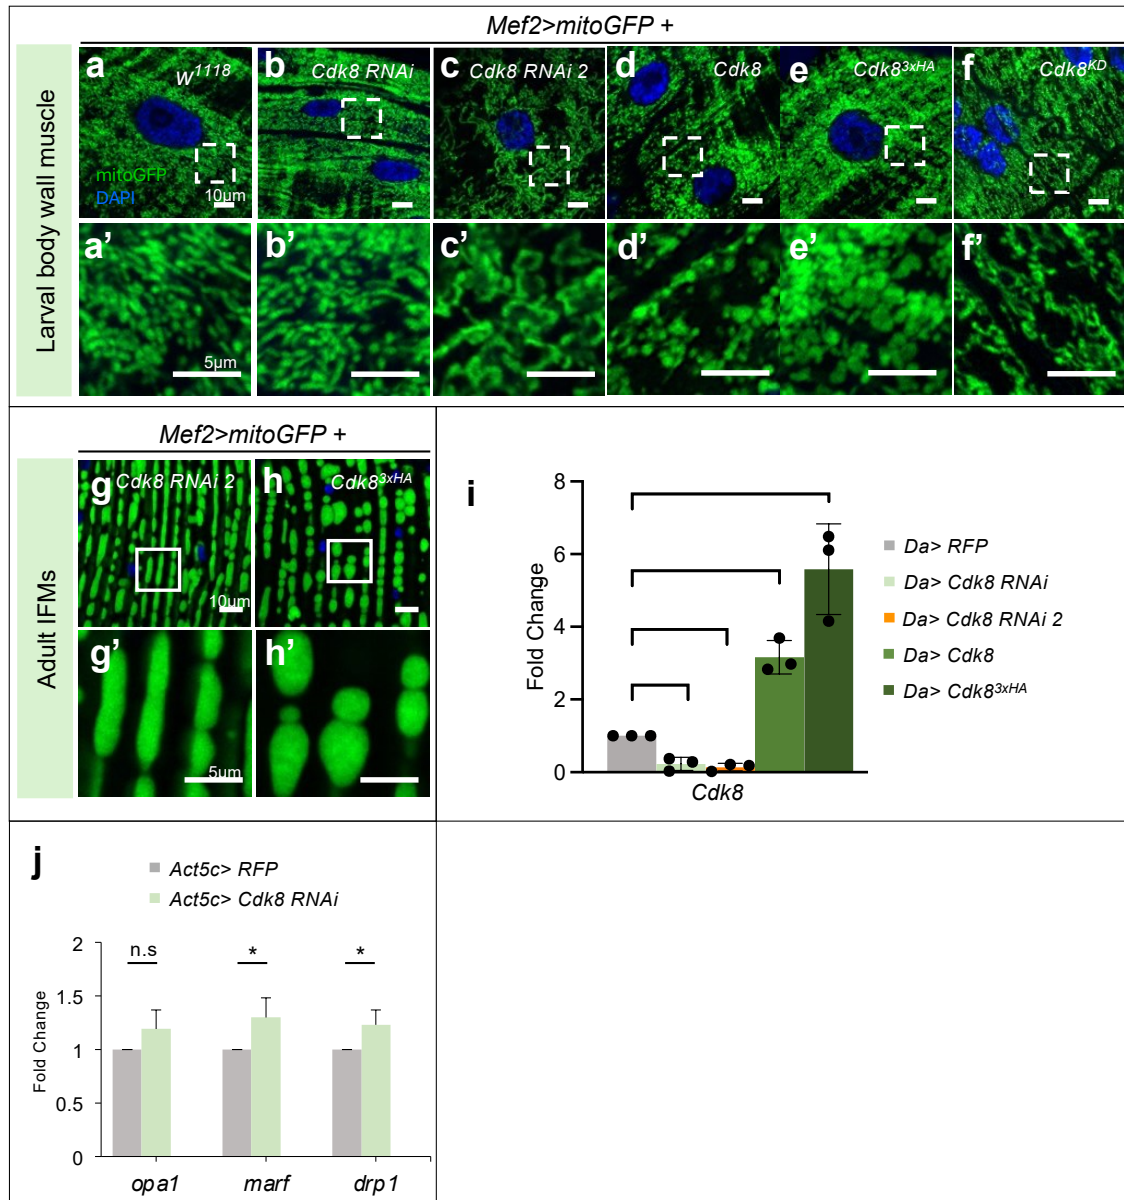 Mef2>mitoGFP +
Larval body wall muscle
a
w1118
mitoGFP
DAPI
10μm
b
Cdk8 RNAi
c
Cdk8 RNAi 2
d
Cdk8
e
Cdk83xHA
f
Cdk8KD
a'
5μm
b'
c'
d'
e'
f'
Mef2>mitoGFP +
Adult IFMs
g
Cdk8 RNAi 2
10μm
h
Cdk83xHA
g'
5μm
h'
i
Fold Change
8
6
4
2
0
Cdk8
Da> RFP
Da> Cdk8 RNAi
Da> Cdk8 RNAi 2
Da> Cdk8
Da> Cdk83xHA
j
Act5c> RFP
Act5c> Cdk8 RNAi
Fold Change
2
1.5
1
0.5
0
n.s
*
*
opa1 marf drp1